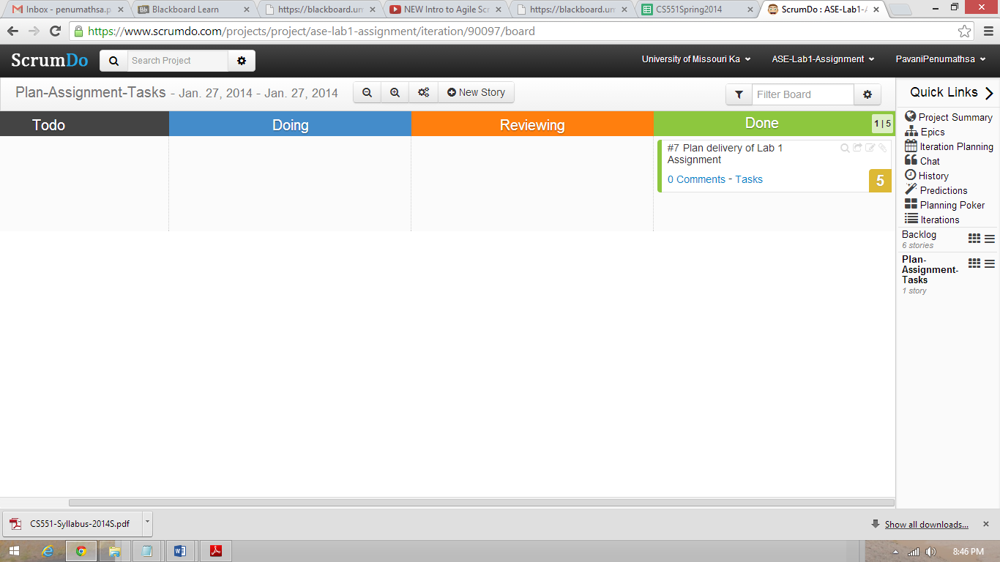 Inbox - penumathsa.p
Blackboard Learn
https://blackboard.um
NEW Intro to Agile Scr
https://blackboard.um
CS551Spring2014
ScrumDo : ASE-Lab1-A
https://www.scrumdo.com/projects/project/ase-lab1-assignment/iteration/90097/board
ScrumDo
Search Project
University of Missouri Ka
ASE-Lab1-Assignment
PavaniPenumathsa
Plan-Assignment-Tasks - Jan. 27, 2014 - Jan. 27, 2014
New Story
Filter Board
Quick Links
Todo
Doing
Reviewing
Done
1 | 5
#7 Plan delivery of Lab 1
Assignment
0 Comments - Tasks
5
Project Summary
Epics
Iteration Planning
Chat
History
Predictions
Planning Poker
Iterations
Backlog
6 stories
Plan-
Assignment-
Tasks
1 story
CS551-Syllabus-2014S.pdf
Show all downloads...
8:46 PM